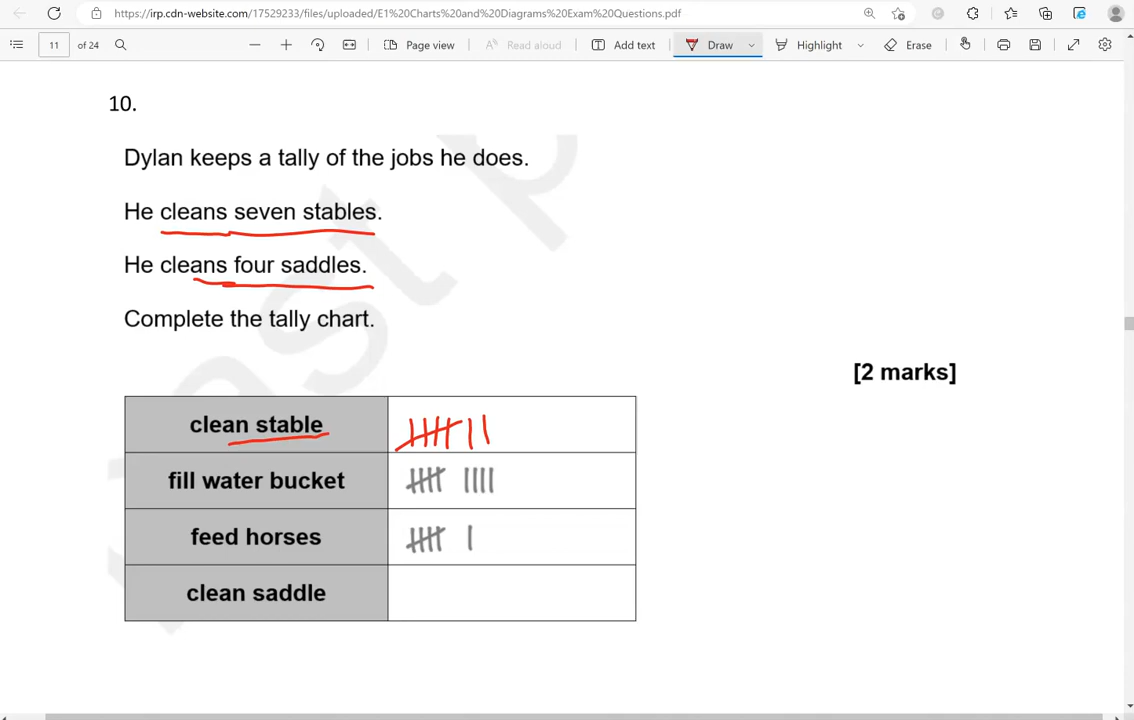 https://irp.cdn-website.com/17529233/files/uploaded/E1%20Charts%20and%20Diagrams%20Exam%20Questions.pdf
11 of 24 Page view Read aloud Add text Draw Highlight Erase
10.
Dylan keeps a tally of the jobs he does.
He cleans seven stables.
He cleans four saddles.
Complete the tally chart.
[2 marks]
clean stable
fill water bucket
feed horses
clean saddle